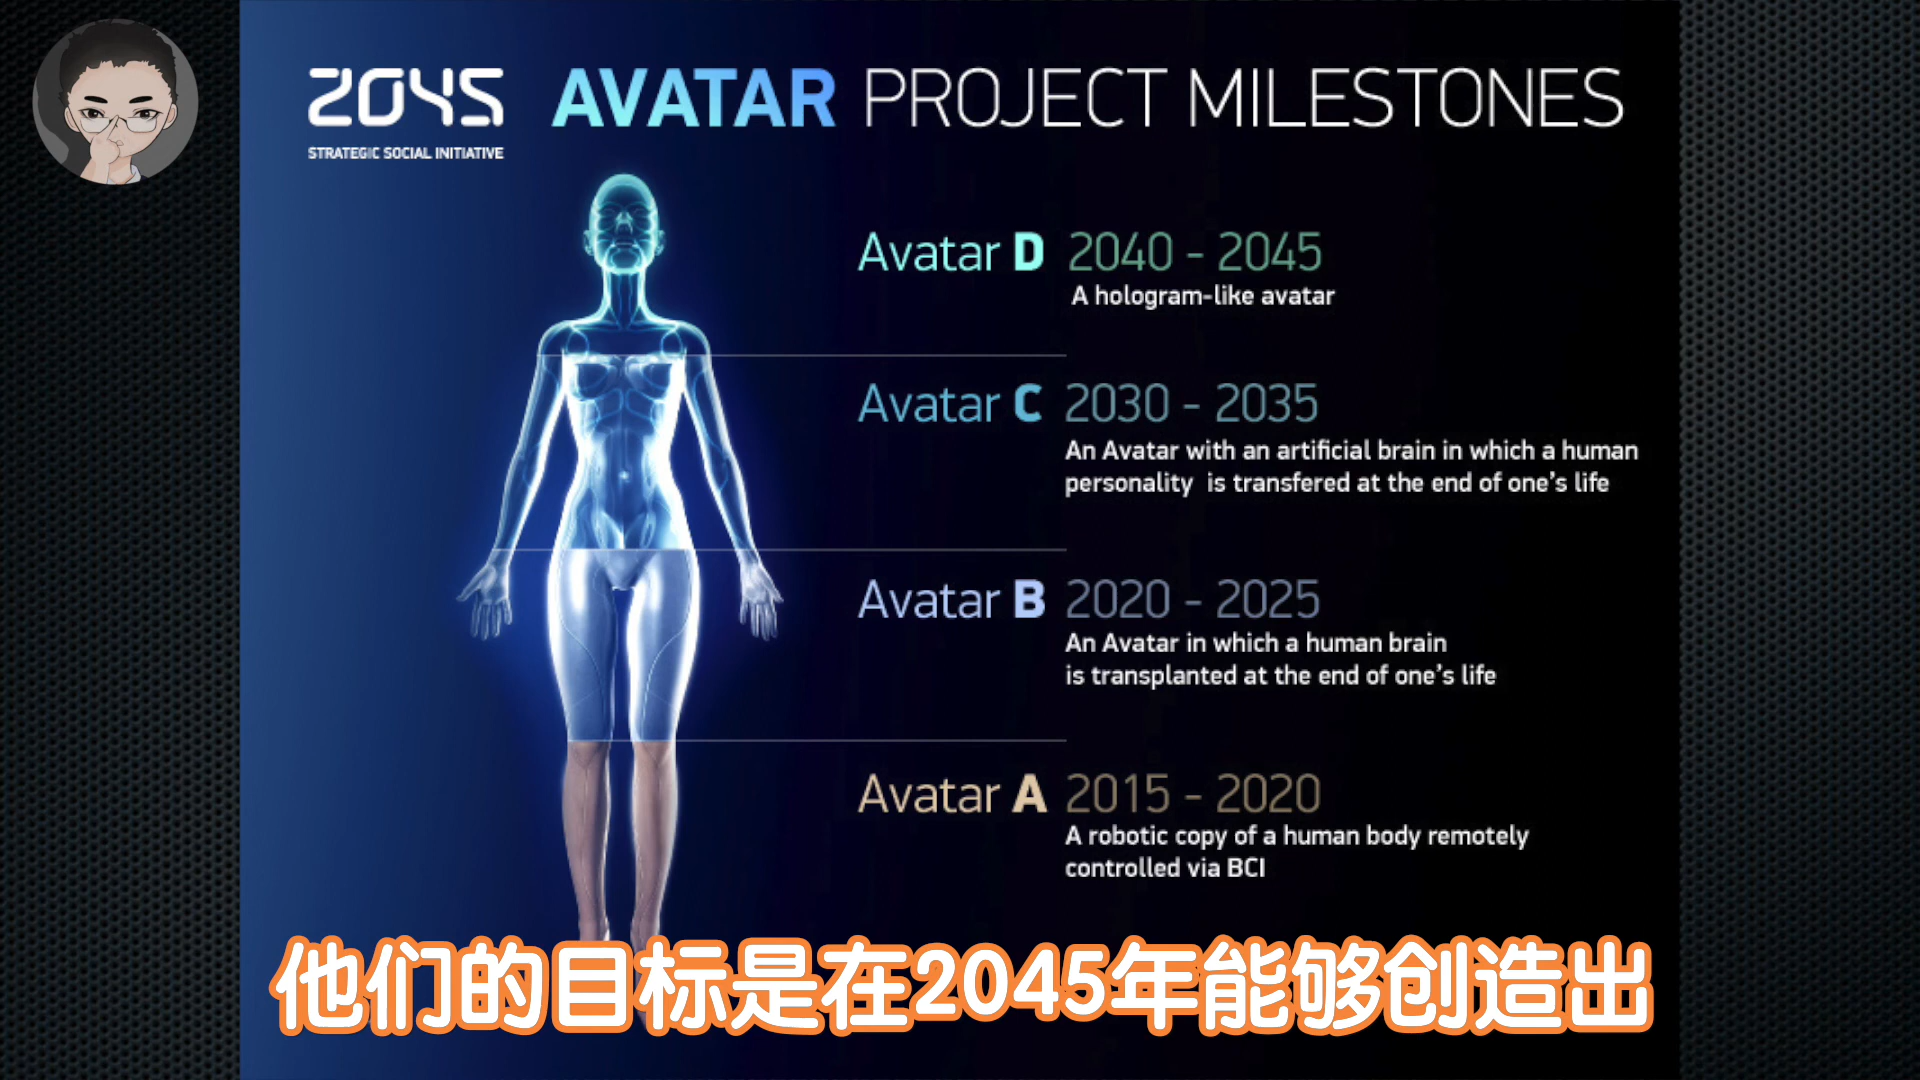 2045 AVATAR PROJECT MILESTONES
STRATEGIC SOCIAL INITIATIVE
Avatar D 2040 - 2045
A hologram-like avatar
Avatar C 2030 - 2035
An Avatar with an artificial brain in which a human
personality is transfered at the end of one's life
Avatar B 2020 - 2025
An Avatar in which a human brain
is transplanted at the end of one's life
Avatar A 2015 - 2020
A robotic copy of a human body remotely
controlled via BCI
他们的目标是在2045年能够创造出